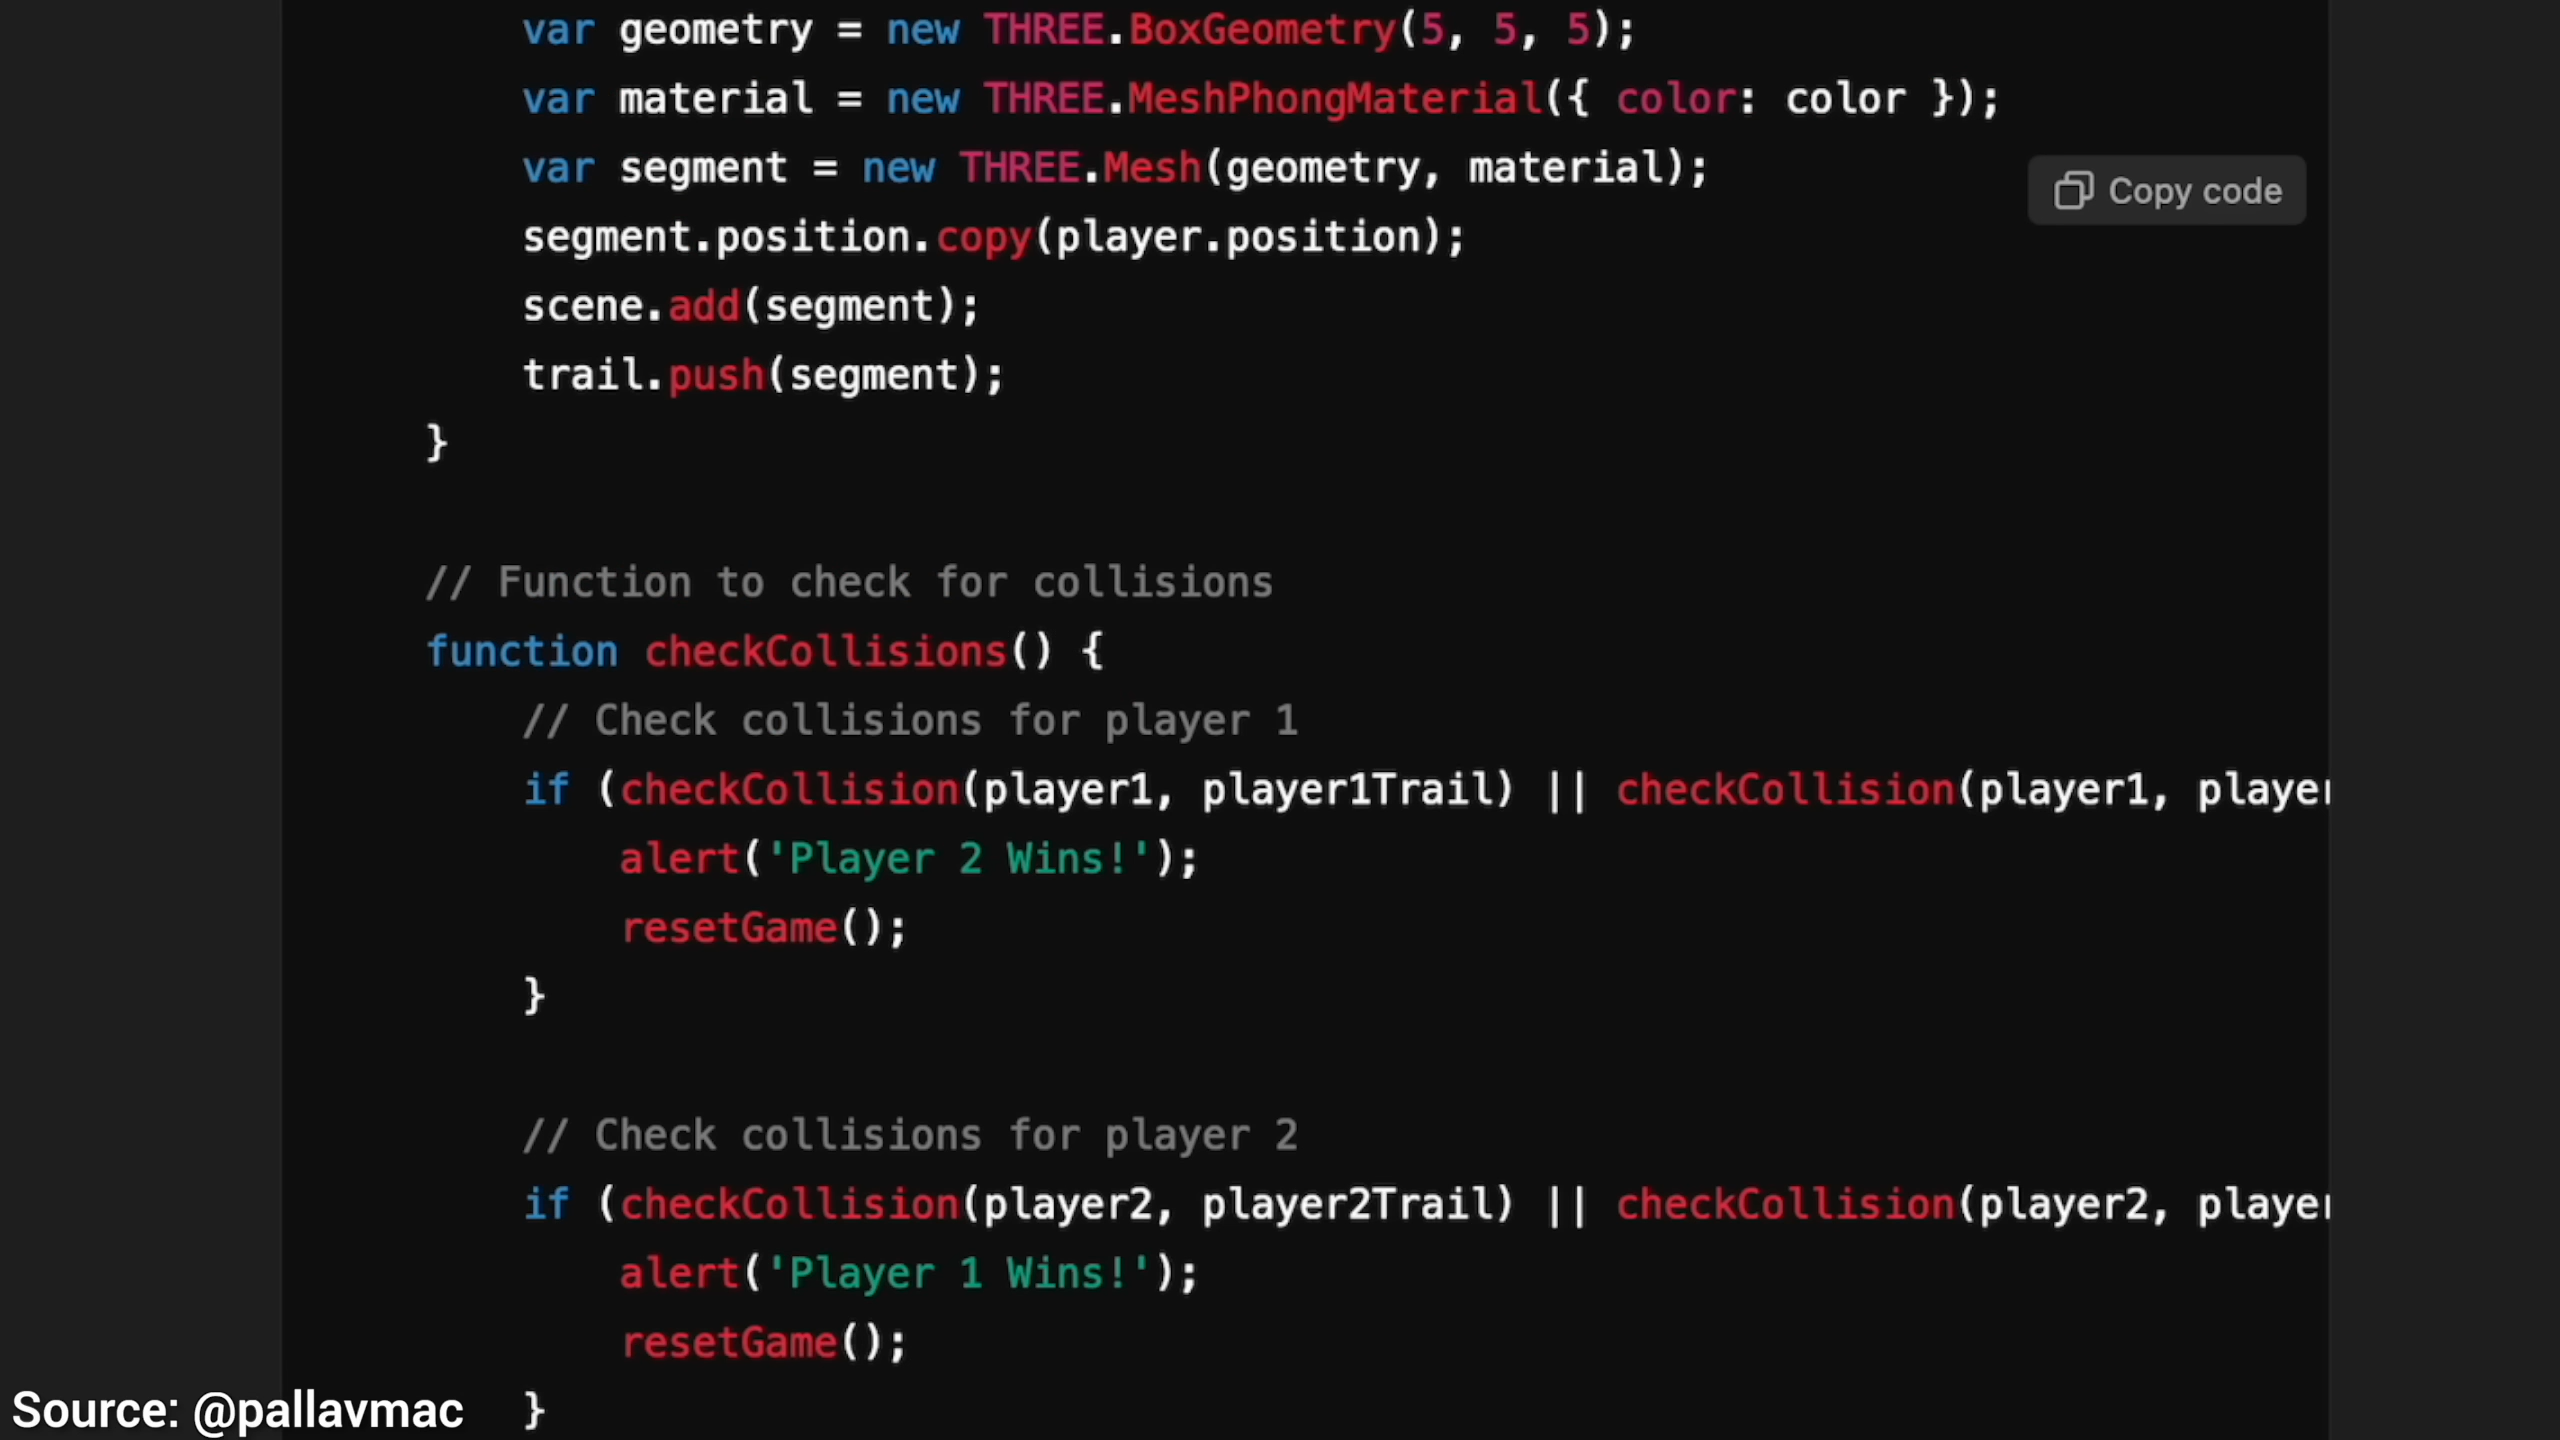 var geometry = new THREE.BoxGeometry(5, 5, 5);
var material = new THREE.MeshPhongMaterial({ color: color });
var segment = new THREE.Mesh(geometry, material);
Copy code
segment.position.copy(player.position);
scene.add(segment);
trail.push(segment);
}
// Function to check for collisions
function checkCollisions() {
// Check collisions for player 1
if (checkCollision(player1, player1Trail) || checkCollision(player1, player
alert('Player 2 Wins!');
resetGame();
}
// Check collisions for player 2
if (checkCollision(player2, player2Trail) || checkCollision(player2, player
alert('Player 1 Wins!');
resetGame();
}
Source: @pallavmac